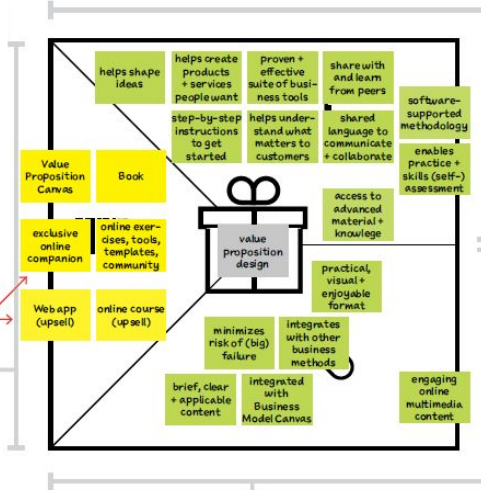 helps shape
ideas
helps create
products
+ services
people want
proven +
effective
suite of busi-
ness tools
share with
and learn
from peers
software-
supported
methodology
step-by-step
instructions
to get
started
helps under-
stand what
matters to
customers
shared
language to
communicate
+ collaborate
enables
practice +
skills (self-)
assessment
Value
Proposition
Canvas
Book
access to
advanced
material +
knowlege
exclusive
online
companion
online exer-
cises, tools,
templates,
community
value
proposition
design
practical,
visual +
enjoyable
format
Web app
(upsell)
online course
(upsell)
minimizes
risk of (big)
failure
integrates
with other
business
methods
brief, clear
+ applicable
content
integrated
with
Business
Model Canvas
engaging
online
multimedia
content